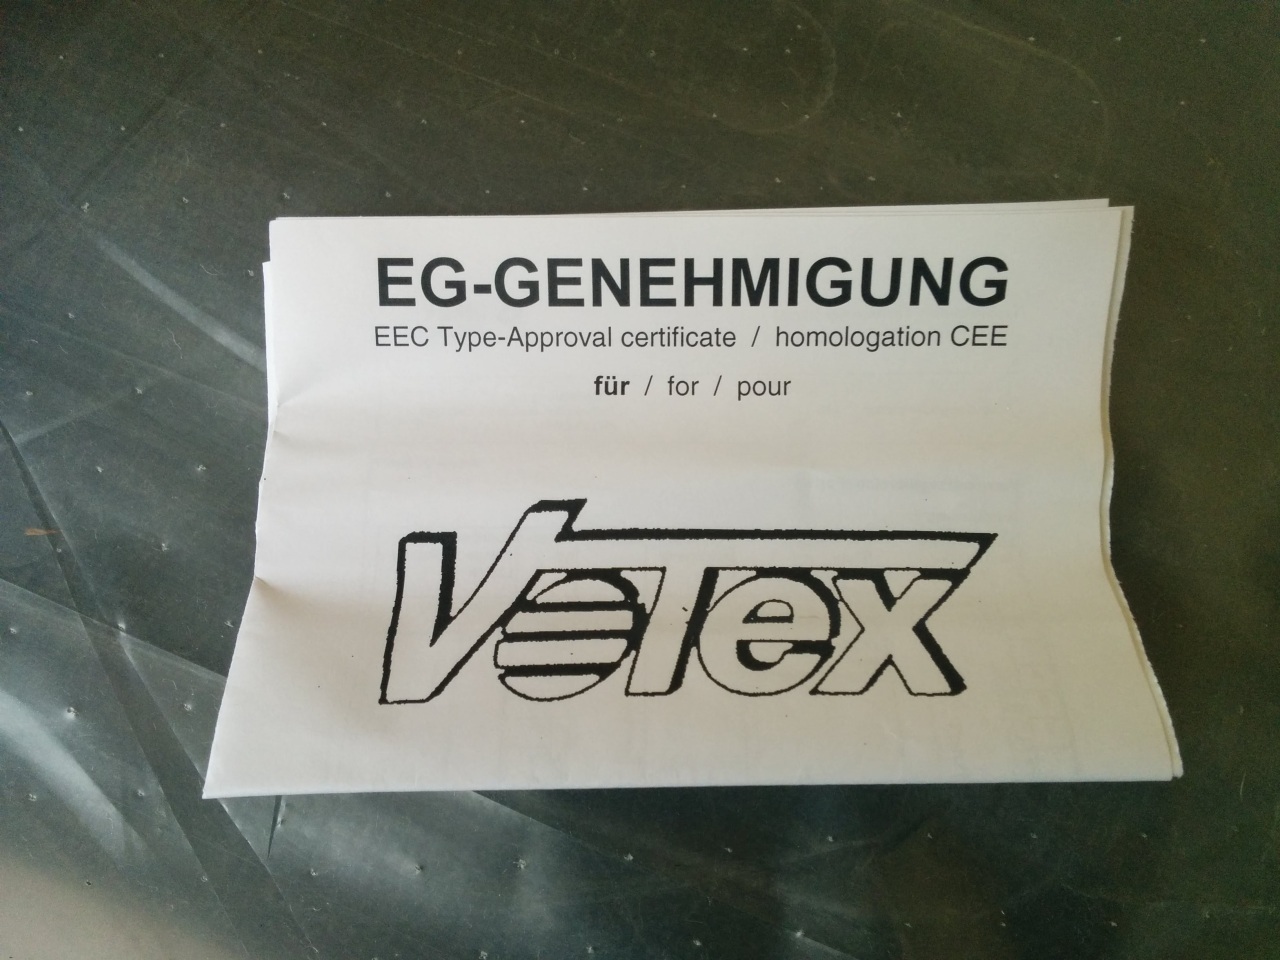 EG-GENEHMIGUNG
EEC Type-Approval certificate / homologation CEE
für / for / pour
VoTex